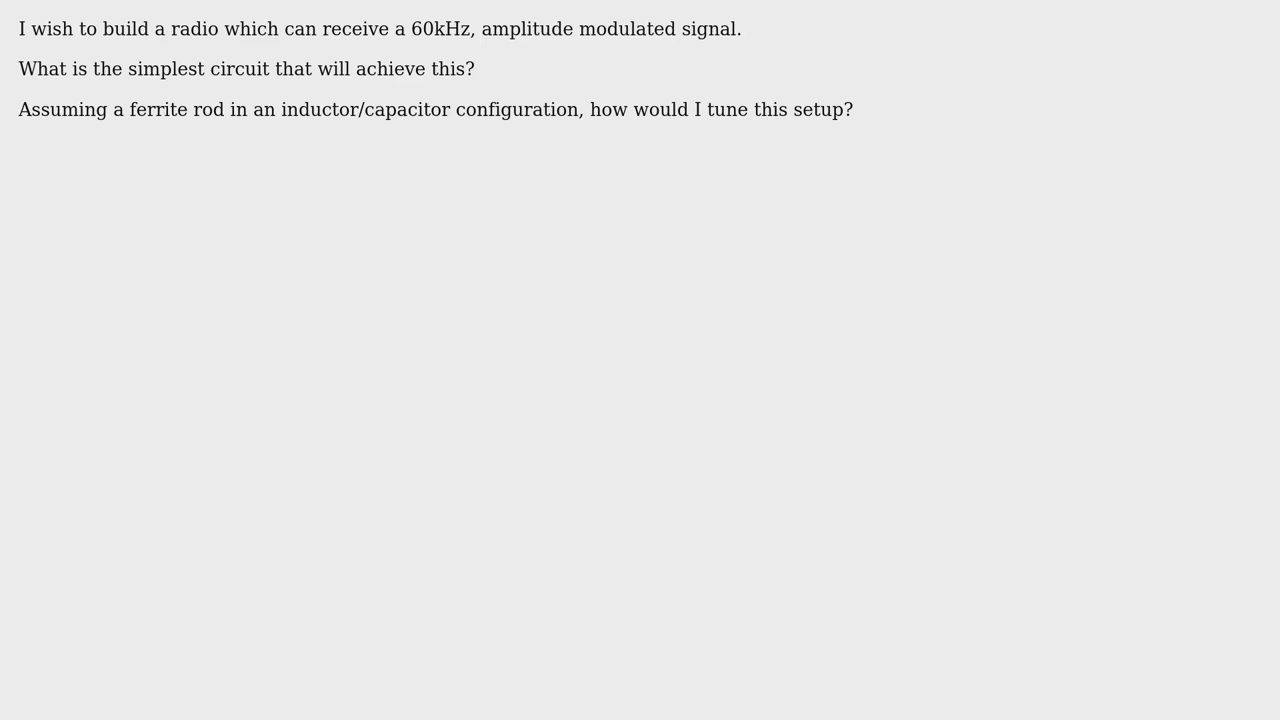 I wish to build a radio which can receive a 60kHz, amplitude modulated signal.
What is the simplest circuit that will achieve this?
Assuming a ferrite rod in an inductor/capacitor configuration, how would I tune this setup?